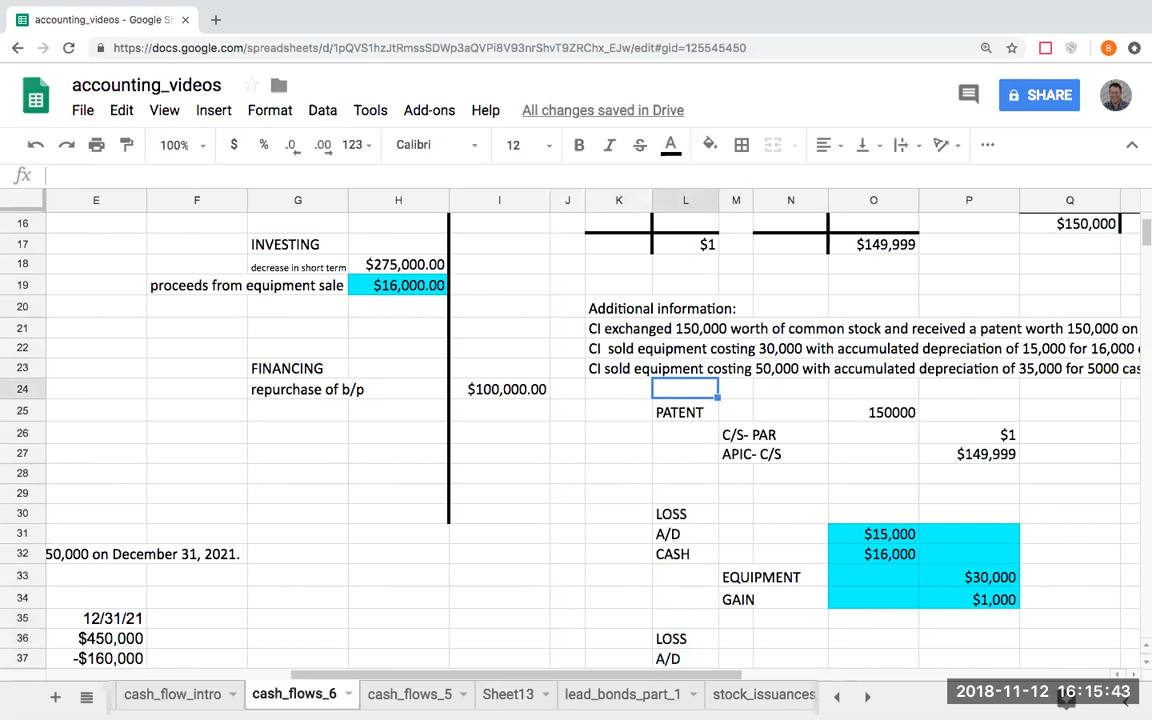 accounting_videos - Google S
https://docs.google.com/spreadsheets/d/1pQVS1hzJtRmssSDWp3aQVPi8V93nrShvT9ZRChx_EJw/edit#gid=125545450
accounting_videos
File Edit View Insert Format Data Tools Add-ons Help All changes saved in Drive
SHARE
100% $ % .0 .00 123 Calibri 12 B I S A
fx
E F G H I J K L M N O P Q
16 $150,000
17 INVESTING $1 $149,999
18 decrease in short term $275,000.00
19 proceeds from equipment sale $16,000.00
20 Additional information:
21 CI exchanged 150,000 worth of common stock and received a patent worth 150,000 on
22 CI sold equipment costing 30,000 with accumulated depreciation of 15,000 for 16,000
23 FINANCING CI sold equipment costing 50,000 with accumulated depreciation of 35,000 for 5000 cas
24 repurchase of b/p $100,000.00
25 PATENT 150000
26 C/S- PAR $1
27 APIC- C/S $149,999
28
29
30 LOSS
31 A/D $15,000
32 50,000 on December 31, 2021. CASH $16,000
33 EQUIPMENT $30,000
34 GAIN $1,000
35 12/31/21
36 $450,000 LOSS
37 -$160,000 A/D
cash_flow_intro cash_flows_6 cash_flows_5 Sheet13 lead_bonds_part_1 stock_issuances
2018-11-12 16:15:43